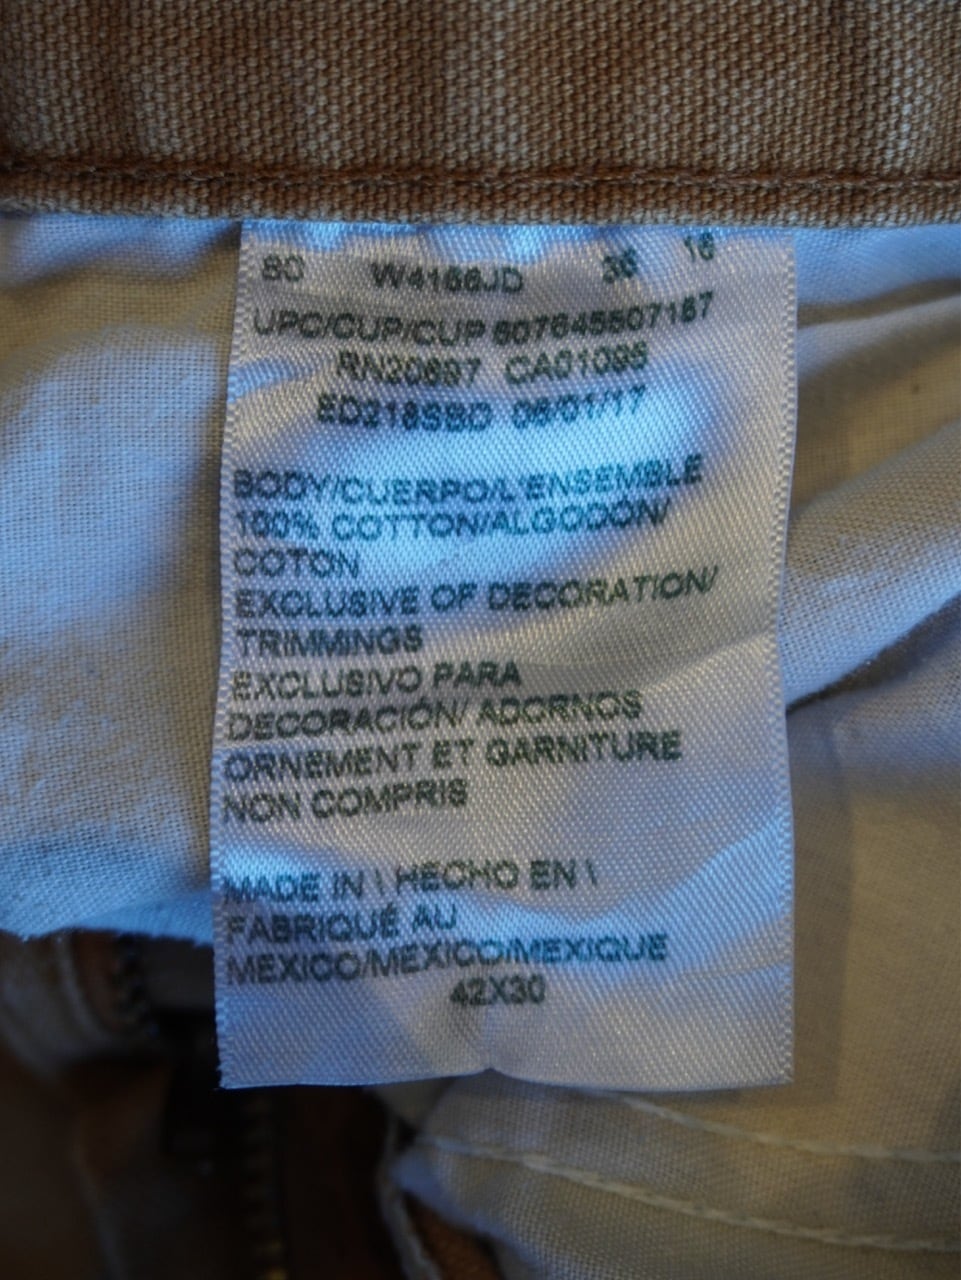 W4166JD 36 16
UPC/CUP/CUP 607645507187
RN20697 CA01095
ED218SBD 06/01/17
BODY/CUERPO/L'ENSEMBLE
100% COTTON/ALGODÓN/
COTON
EXCLUSIVE OF DECORATION/
TRIMMINGS
EXCLUSIVO PARA
DECORACIÓN/ ADORNOS
ORNEMENT ET GARNITURE
NON COMPRIS
MADE IN \ HECHO EN \
FABRIQUÉ AU
MEXICO/MEXICO/MEXIQUE
42X30